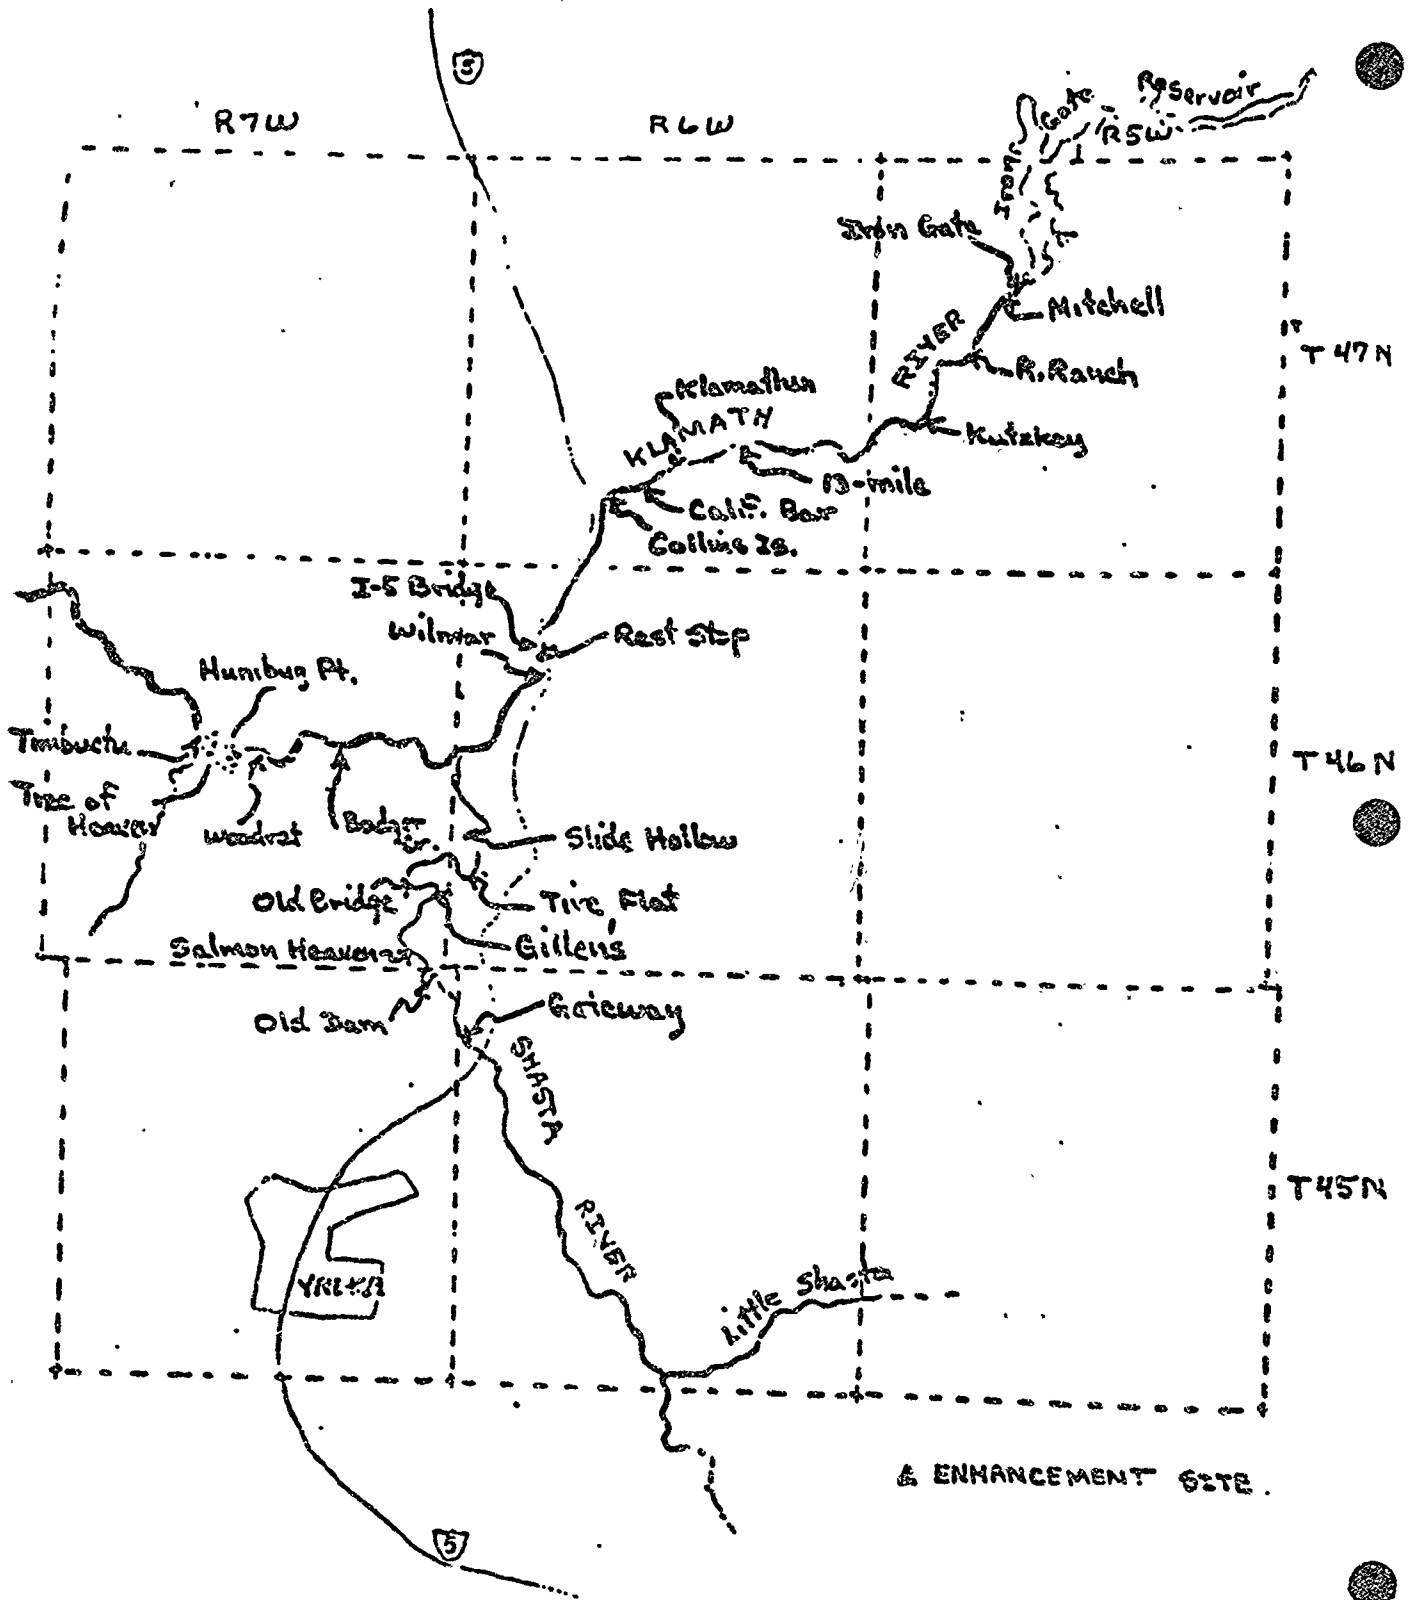 5
R7W
R6W
Iron Gate Reservoir
R5W
Iron Gate
Mitchell
T47N
RIVER
R. Ranch
Klamathon
KLAMATH
Kutzkey
13-mile
Calif. Bar
Collins Is.
I-5 Bridge
Wilmar
Rest Stop
Humbug Pt.
Timbuctu
T46N
Tree of
Heaven
Woodrat
Badger
Slide Hollow
Old Bridge
Tire Flat
Salmon Heaven
Gillens
Old Dam
Gateway
SHASTA
T45N
RIVER
YREKA
Little Shasta
ENHANCEMENT SITE
5